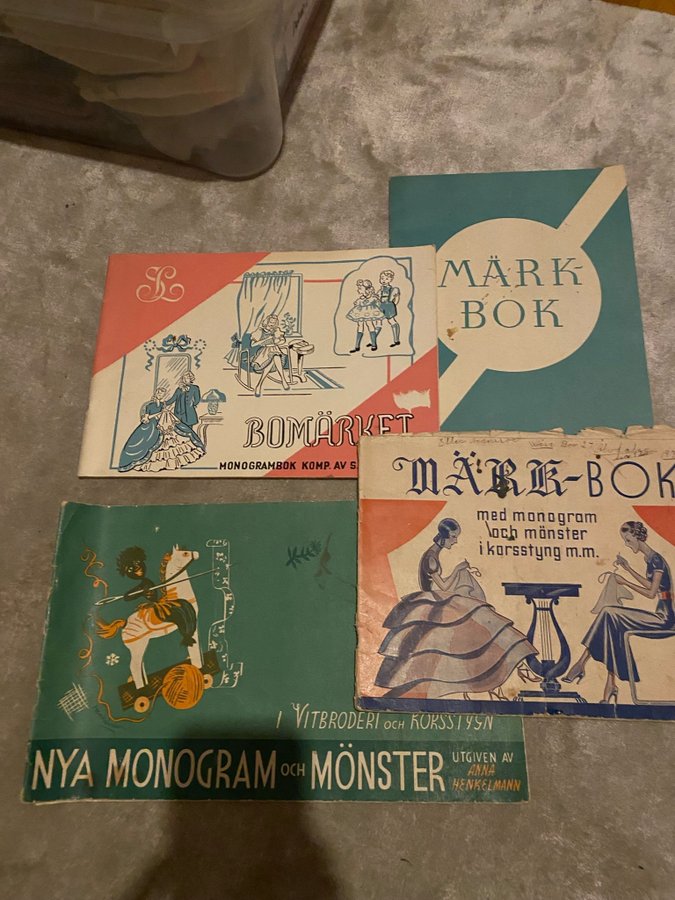 MÄRK-
BOK
SL
BOMÄRKET
MONOGRAMBOK KOMP. AV S.
MÄRK-BOK
med monogram
och mönster
i korsstyng m.m.
I VITBRODERI OCH KORSSTYGN
NYA MONOGRAM OCH MÖNSTER
UTGIVEN AV
ANNA
HENKELMANN